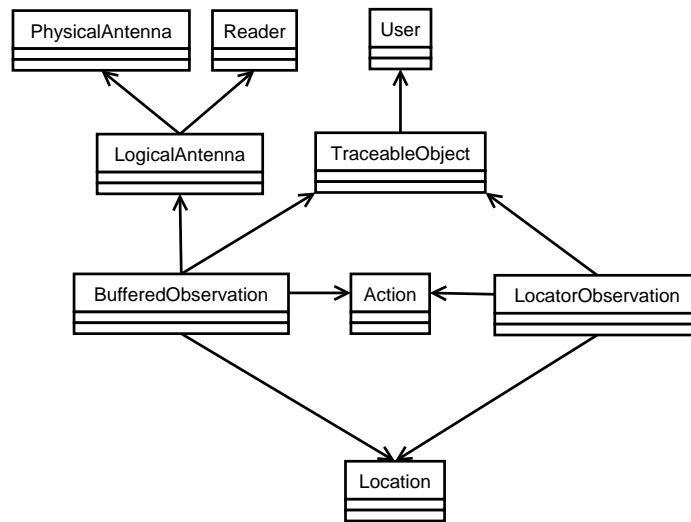 PhysicalAntenna
Reader
User
LogicalAntenna
TraceableObject
BufferedObservation
Action
LocatorObservation
Location